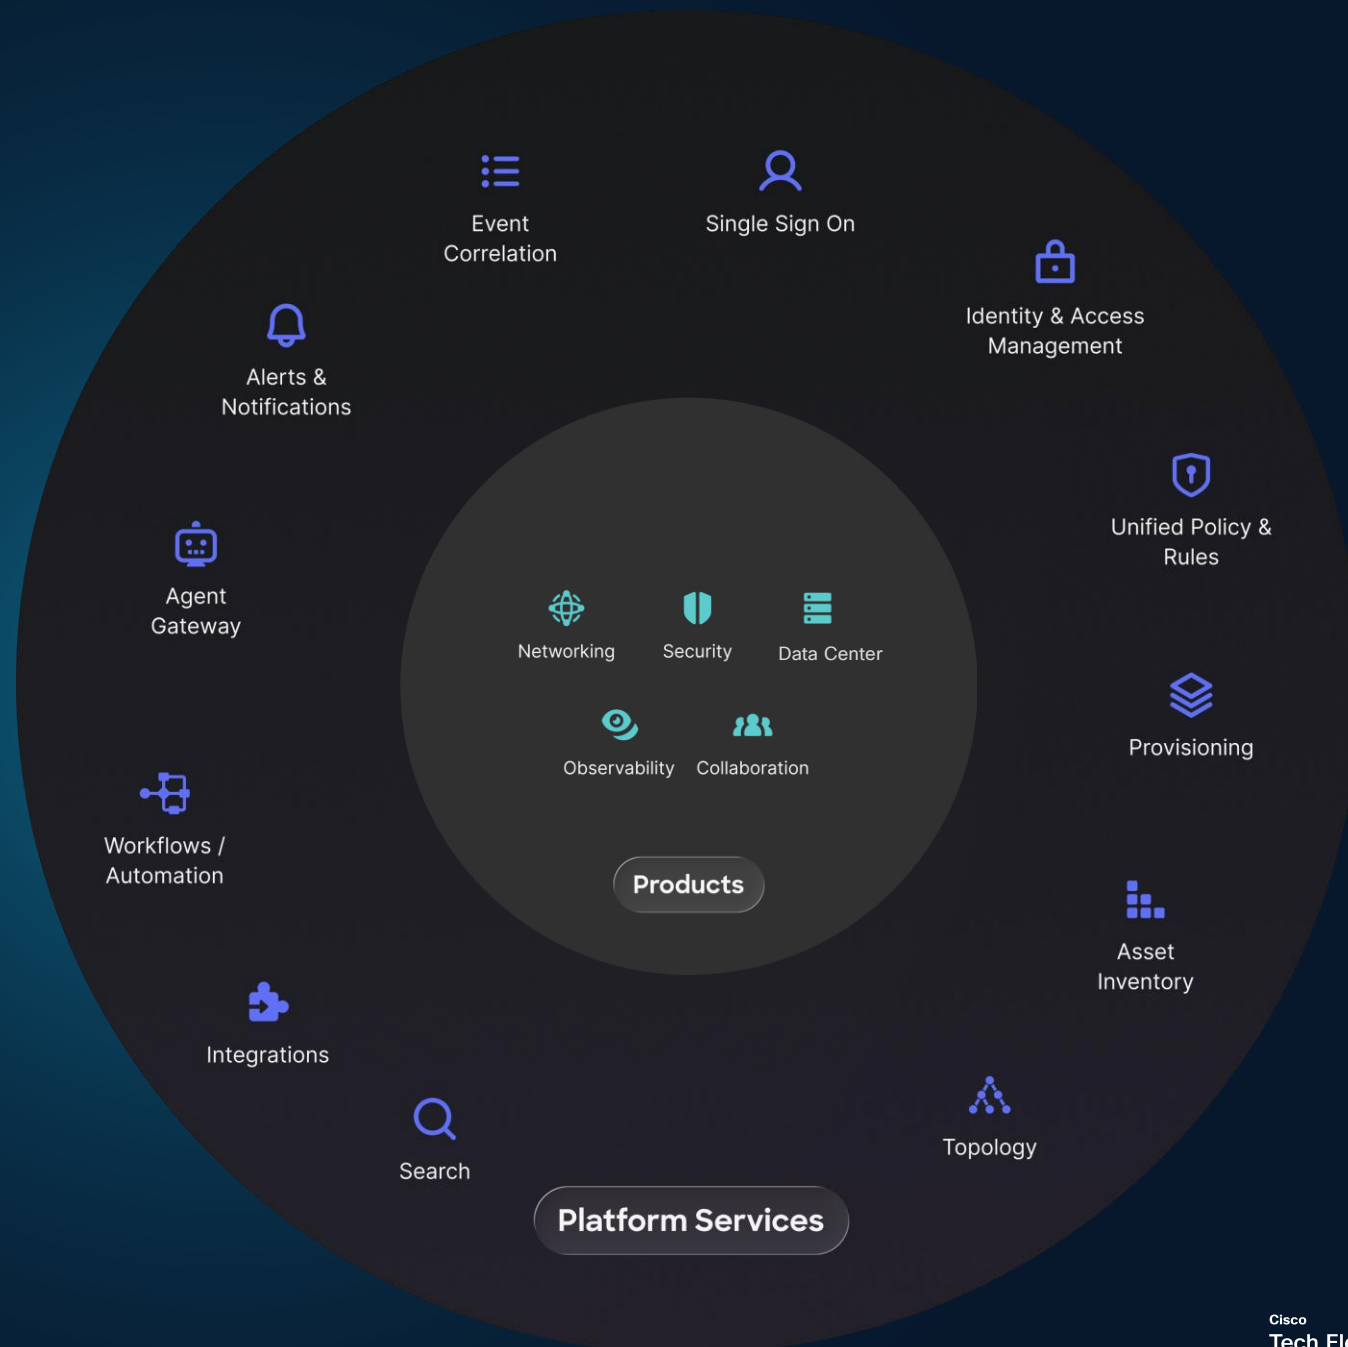 Event
Correlation
Single Sign On
Identity & Access
Management
Alerts &
Notifications
Unified Policy &
Rules
Agent
Gateway
Networking
Security
Data Center
Observability
Collaboration
Provisioning
Workflows /
Automation
Products
Asset
Inventory
Integrations
Search
Topology
Platform Services
Cisco
Tech